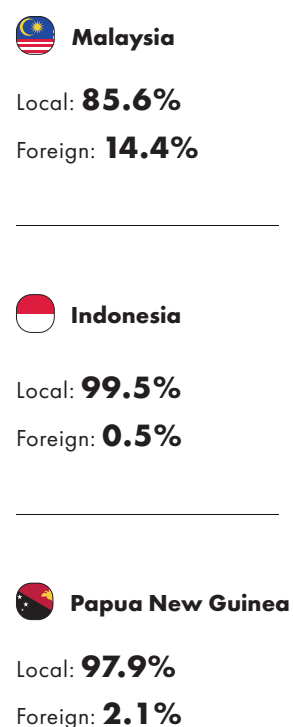 Malaysia
Local: 85.6%
Foreign: 14.4%
Indonesia
Local: 99.5%
Foreign: 0.5%
Papua New Guinea
Local: 97.9%
Foreign: 2.1%